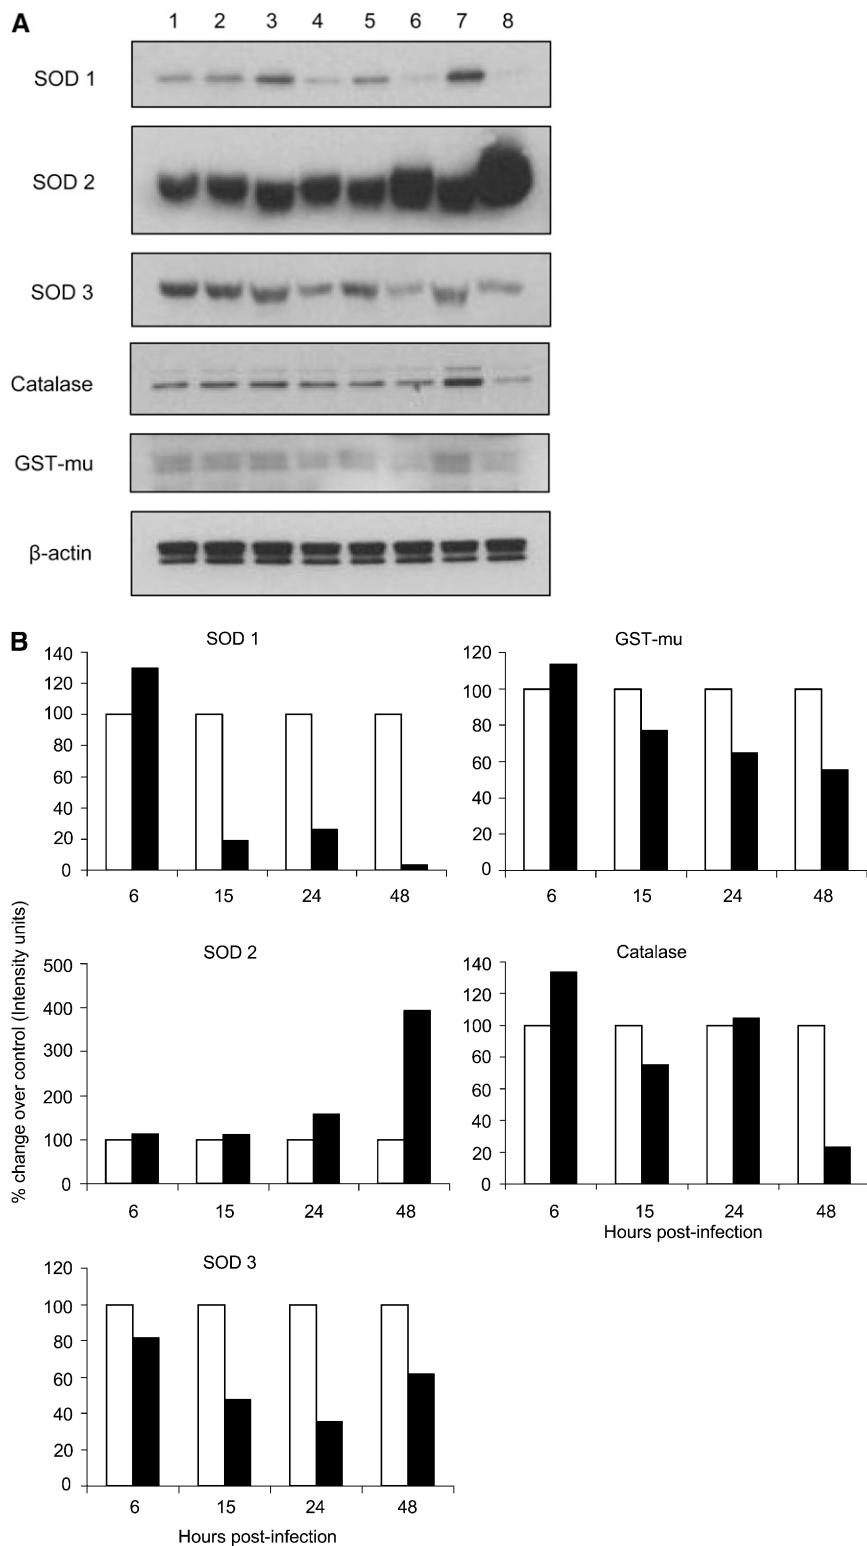 A
1 2 3 4 5 6 7 8
SOD 1
SOD 2
SOD 3
Catalase
GST-mu
β-actin
B
% change over control (Intensity units)
SOD 1
140
120
100
80
60
40
20
0
6 15 24 48
GST-mu
120
100
80
60
40
20
0
6 15 24 48
SOD 2
500
400
300
200
100
0
6 15 24 48
Catalase
140
120
100
60
60
40
20
0
6 15 24 48
Hours post-infection
SOD 3
120
100
80
60
40
20
0
6 15 24 48
Hours post-infection